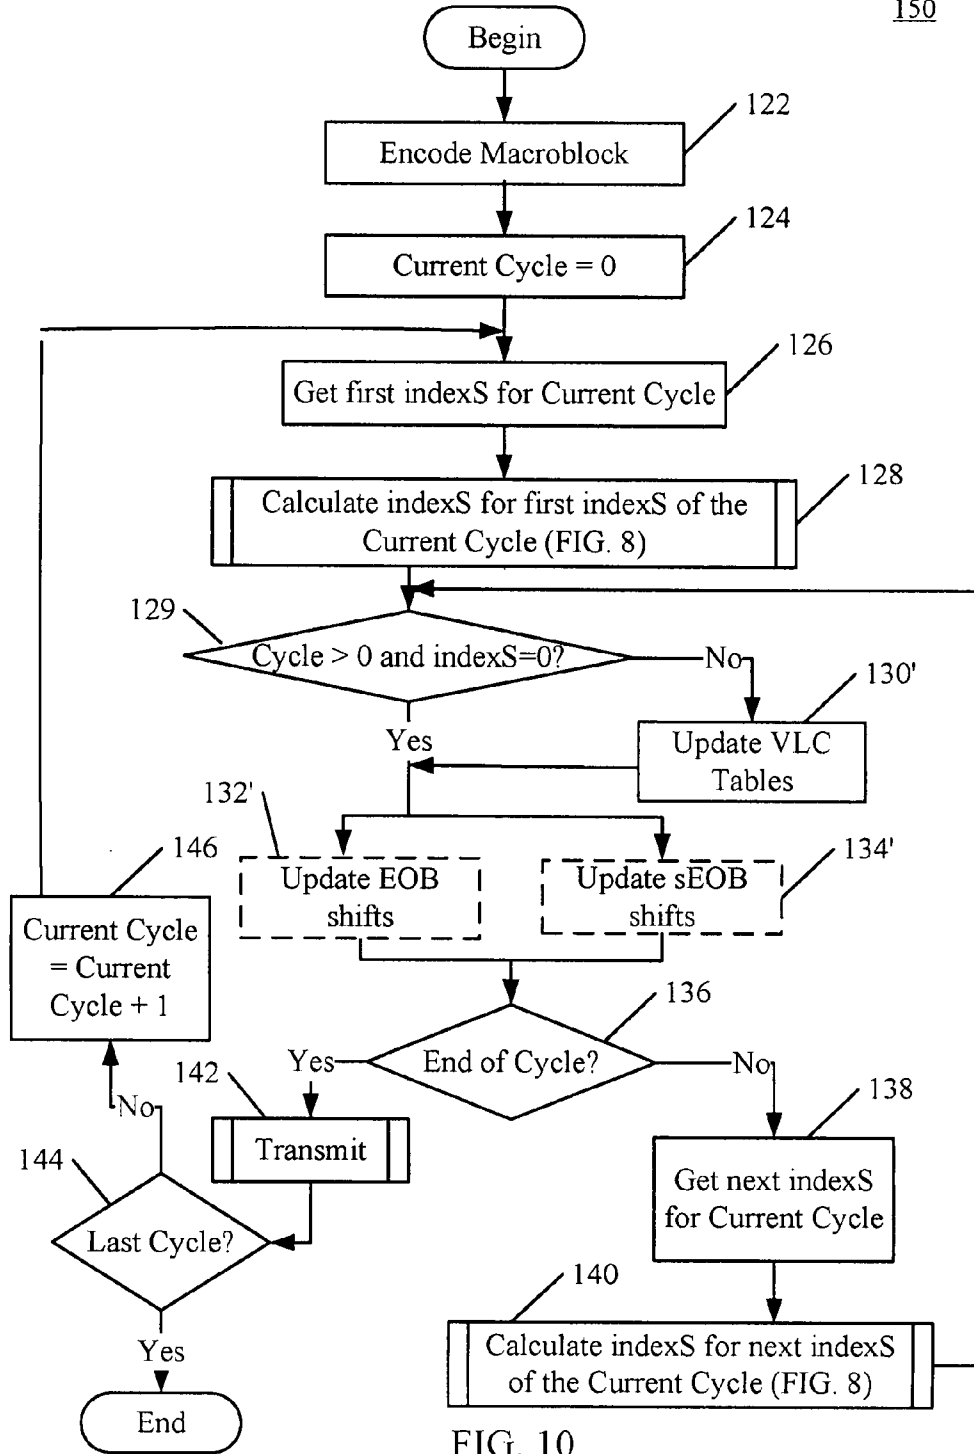 150
Begin
122
Encode Macroblock
124
Current Cycle = 0
126
Get first indexS for Current Cycle
128
Calculate indexS for first indexS of the
Current Cycle (FIG. 8)
129
Cycle > 0 and indexS=0?
No
130'
Yes
Update VLC
Tables
132'
146
134'
Update EOB
shifts
Update sEOB
shifts
Current Cycle
= Current
Cycle + 1
136
End of Cycle?
Yes
No
142
138
No
Transmit
144
Get next indexS
for Current Cycle
Last Cycle?
140
Yes
Calculate indexS for next indexS
of the Current Cycle (FIG. 8)
End
FIG. 10